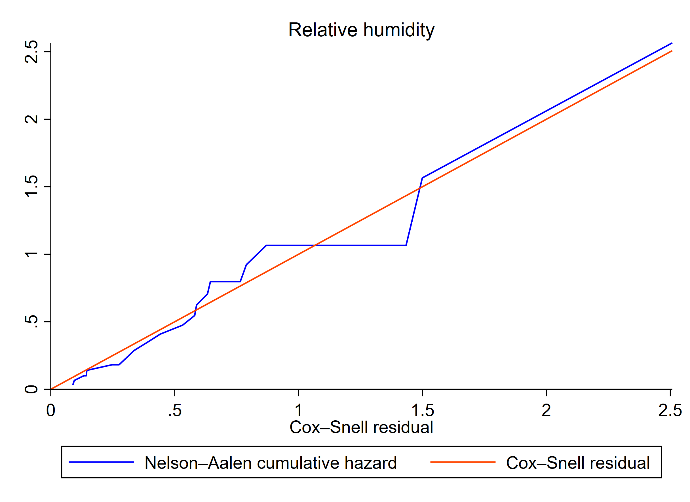 Relative humidity
2.5
2
1.5
1
.5
0
0 .5 1 1.5 2 2.5
Cox–Snell residual
Nelson–Aalen cumulative hazard Cox–Snell residual